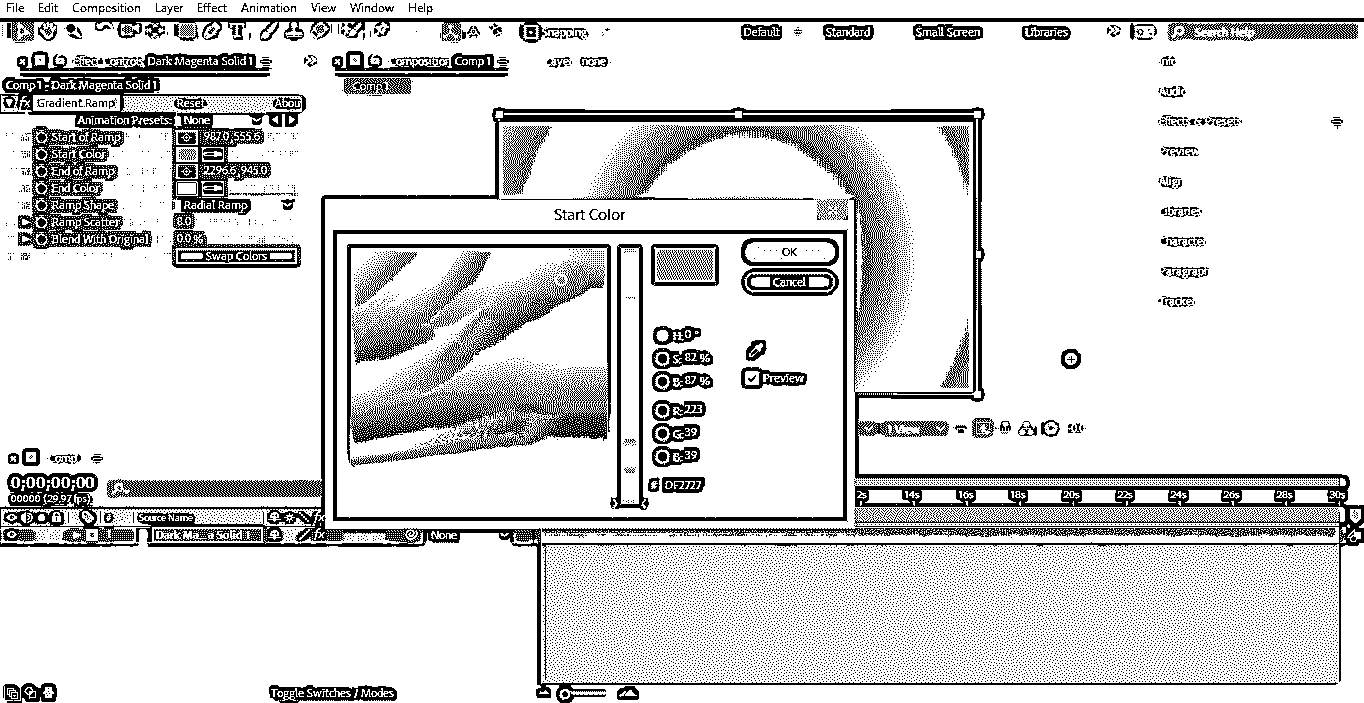 File Edit Composition Layer Effect Animation View Window Help
Snapping Default Standard Small Screen Libraries Search Help
Effect Controls Dark Magenta Solid 1 Composition Comp 1 Layer none
Comp 1 - Dark Magenta Solid 1
Comp 1
Info
Gradient Ramp Reset Abou
Audio
Animation Presets: None
Effects & Presets
Start of Ramp 987.0, 555.6
Start Color
Preview
End of Ramp 2296.6, 945.0
Align
End Color
Ramp Shape Radial Ramp
Libraries
Ramp Scatter 8.0
Start Color
Blend With Original 0.0 %
Character
Swap Colors
OK
Paragraph
Cancel
Tracker
H: 0 °
S: 82 %
B: 87 %
Preview
R: 223
G: 39
B: 39
1 View
# DF2727
Comp 1
0;00;00;00
00000 (29.97 fps)
2s 14s 16s 18s 20s 22s 24s 26s 28s 30s
# Source Name
Dark Ma...a Solid 1 None
Toggle Switches / Modes